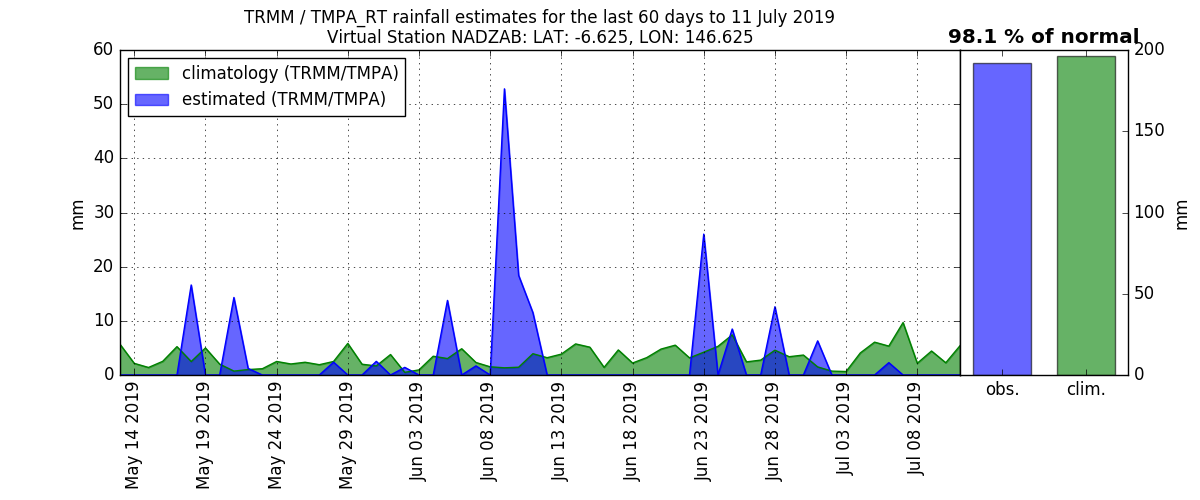 TRMM / TMPA_RT rainfall estimates for the last 60 days to 11 July 2019
Virtual Station NADZAB: LAT: -6.625, LON: 146.625
98.1 % of normal
climatology (TRMM/TMPA)
estimated (TRMM/TMPA)
60
50
40
30
20
10
0
mm
May 14 2019
May 19 2019
May 24 2019
May 29 2019
Jun 03 2019
Jun 08 2019
Jun 13 2019
Jun 18 2019
Jun 23 2019
Jun 28 2019
Jul 03 2019
Jul 08 2019
200
150
100
50
0
mm
obs.
clim.